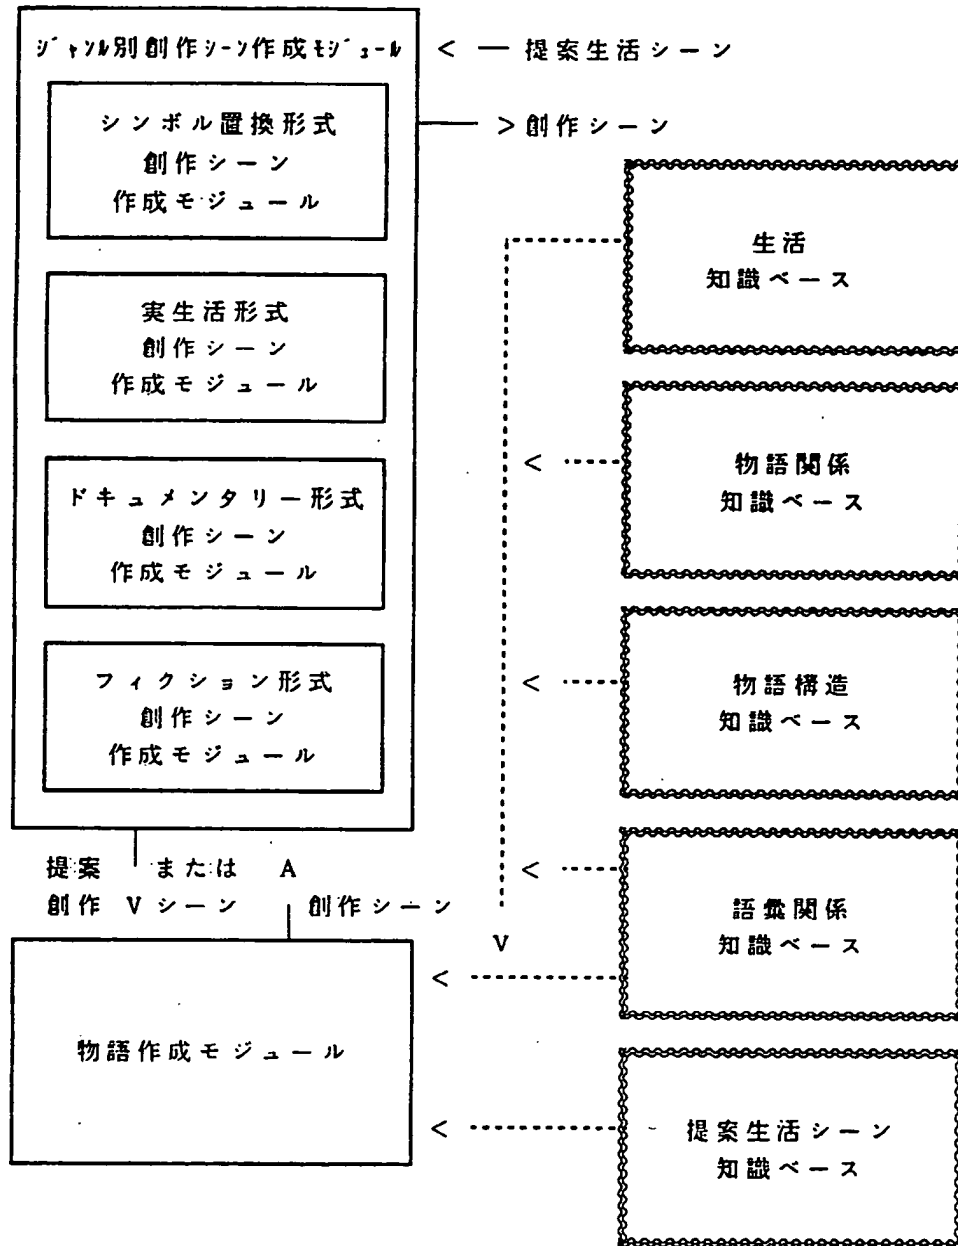 ｼﾞｬﾝﾙ別創作ｼｰﾝ作成ﾓｼﾞｭｰﾙ
< ― 提案生活シーン
シンボル置換形式
創作シーン
作成モジュール
> 創作シーン
実生活形式
創作シーン
作成モジュール
ドキュメンタリー形式
創作シーン
作成モジュール
フィクション形式
創作シーン
作成モジュール
提案 または A
創作 V シーン 創作シーン
物語作成モジュール
生活
知識ベース
<
物語関係
知識ベース
<
物語構造
知識ベース
<
語彙関係
知識ベース
V
<
<
提案生活シーン
知識ベース